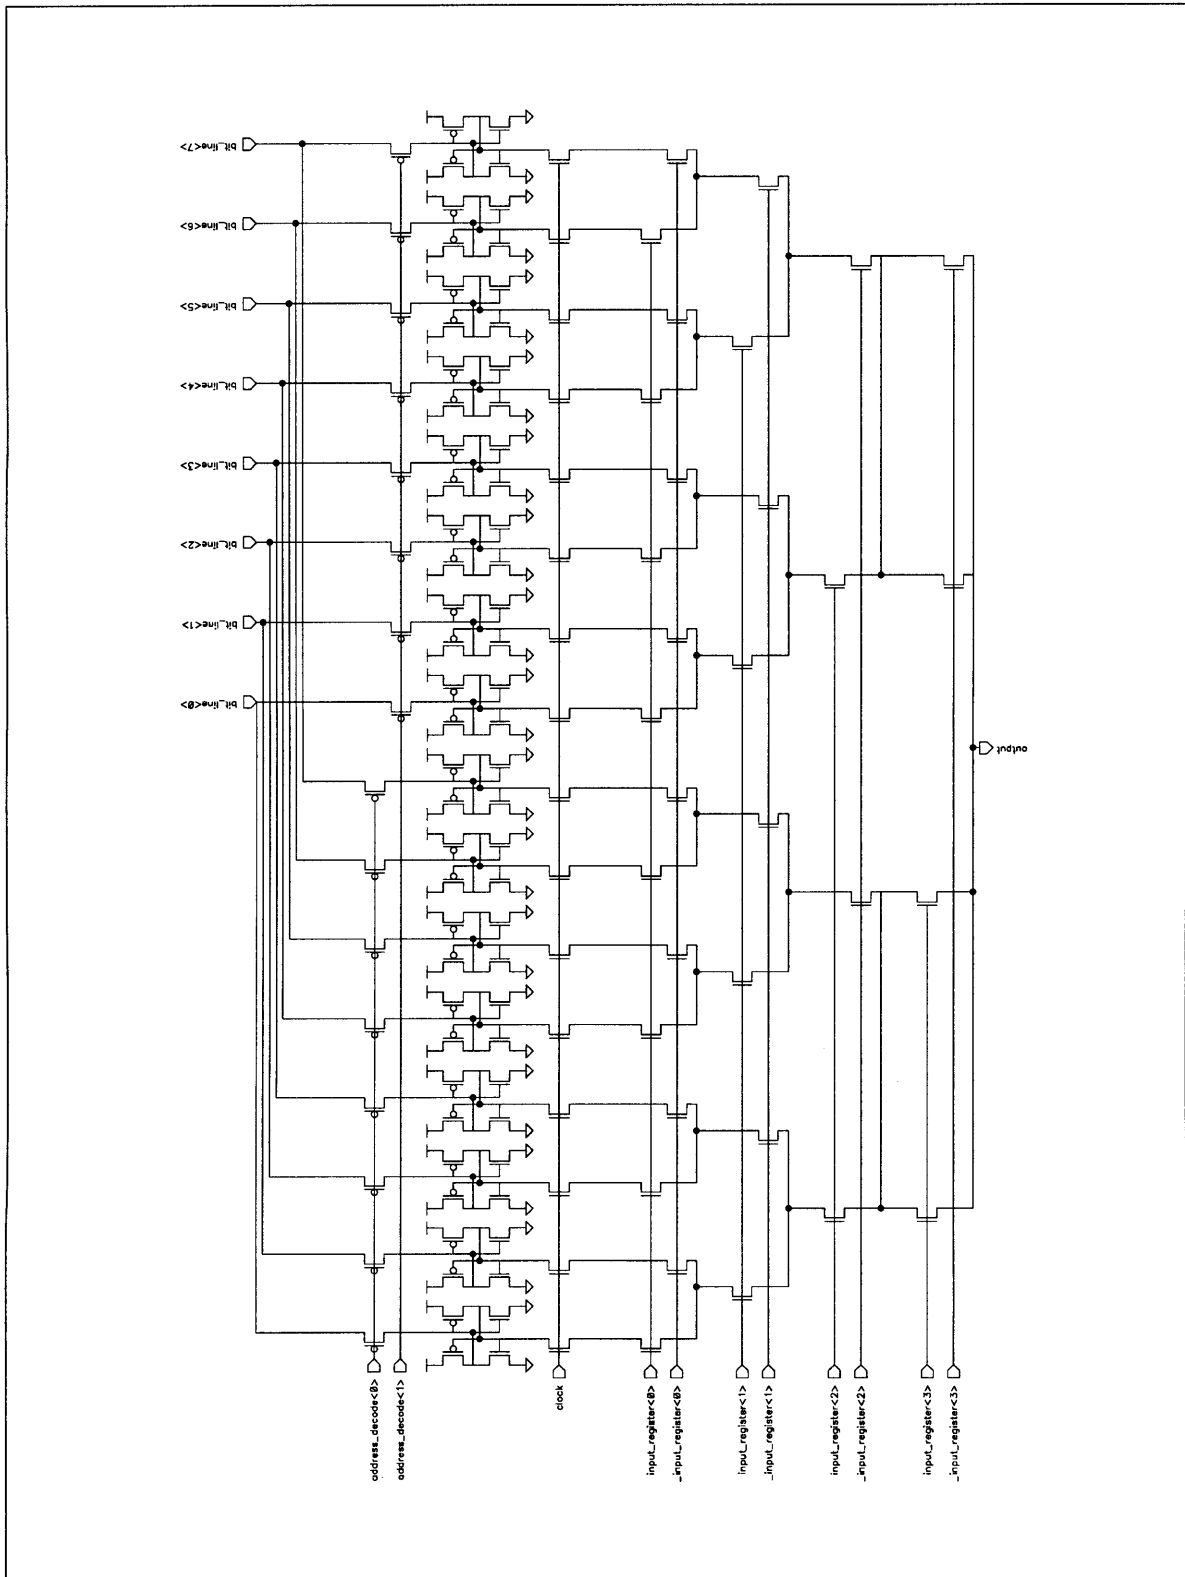 bit_line<7>
bit_line<6>
bit_line<5>
bit_line<4>
bit_line<3>
bit_line<2>
bit_line<1>
bit_line<0>
output
address_decode<0>
address_decode<1>
clock
input_register<0>
_input_register<0>
input_register<1>
_input_register<1>
input_register<2>
_input_register<2>
input_register<3>
_input_register<3>